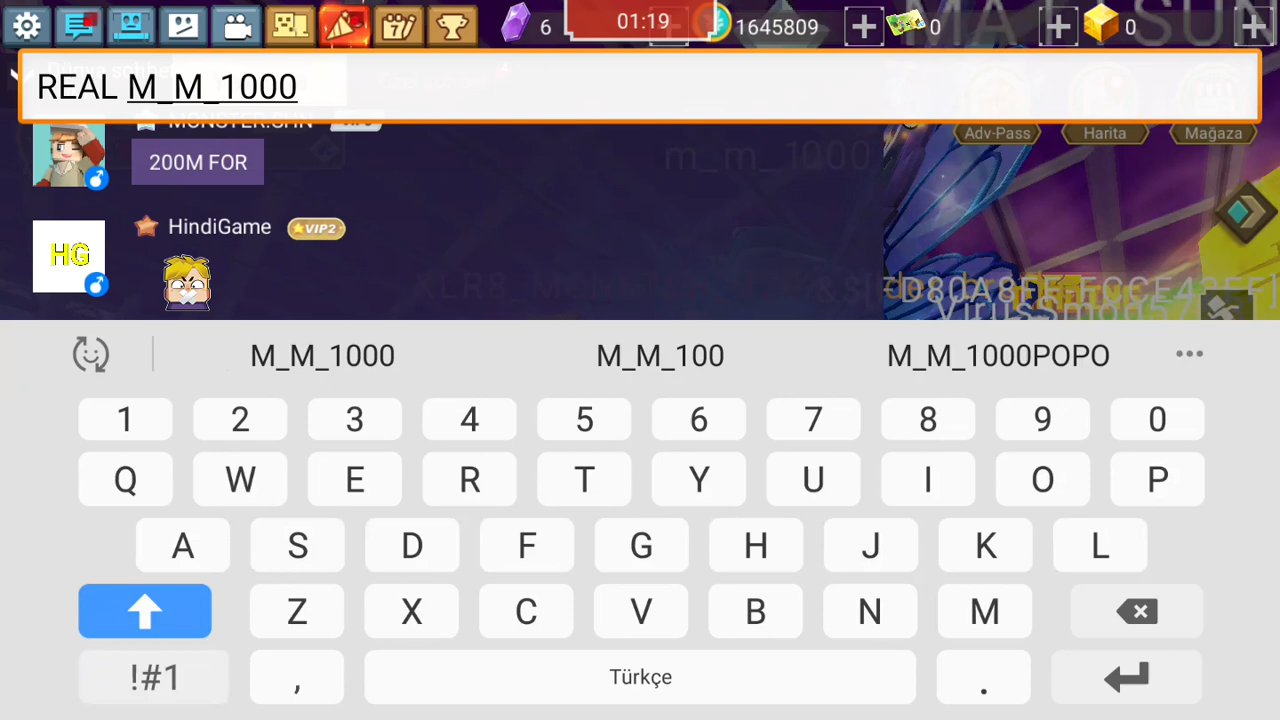 6
01:19
1645809
0
0
REAL M_M_1000
MONSTER.SHN
200M FOR
m_m_1000
Adv-Pass
Harita
Mağaza
HG
HindiGame
VIP2
M_M_1000
M_M_100
M_M_1000POPO
1 2 3 4 5 6 7 8 9 0
Q W E R T Y U I O P
A S D F G H J K L
Z X C V B N M
!#1
,
Türkçe
.